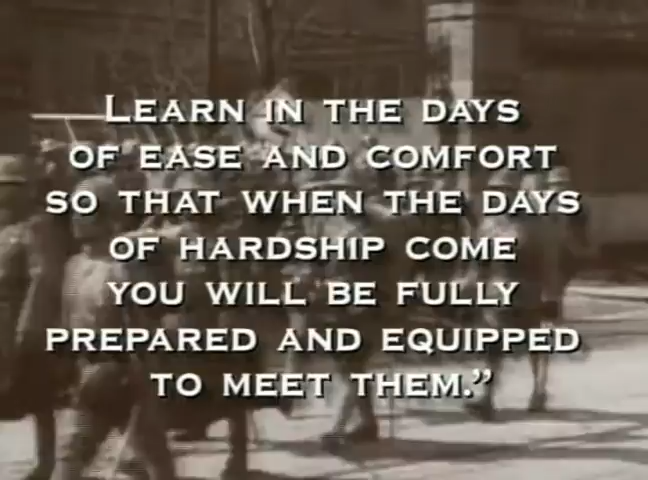 LEARN IN THE DAYS
OF EASE AND COMFORT
SO THAT WHEN THE DAYS
OF HARDSHIP COME
YOU WILL BE FULLY
PREPARED AND EQUIPPED
TO MEET THEM.”